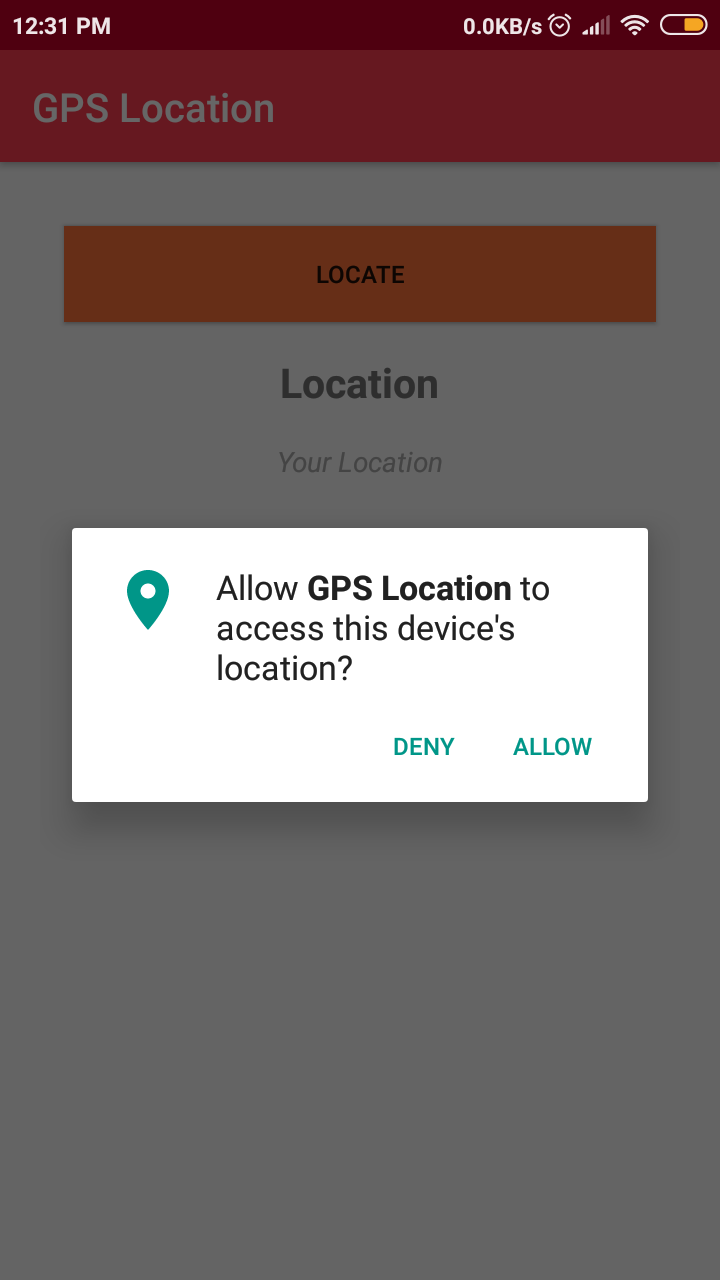 12:31 PM 0.0KB/s
GPS Location
LOCATE
Location
Your Location
Allow GPS Location to
access this device's
location?
DENY ALLOW